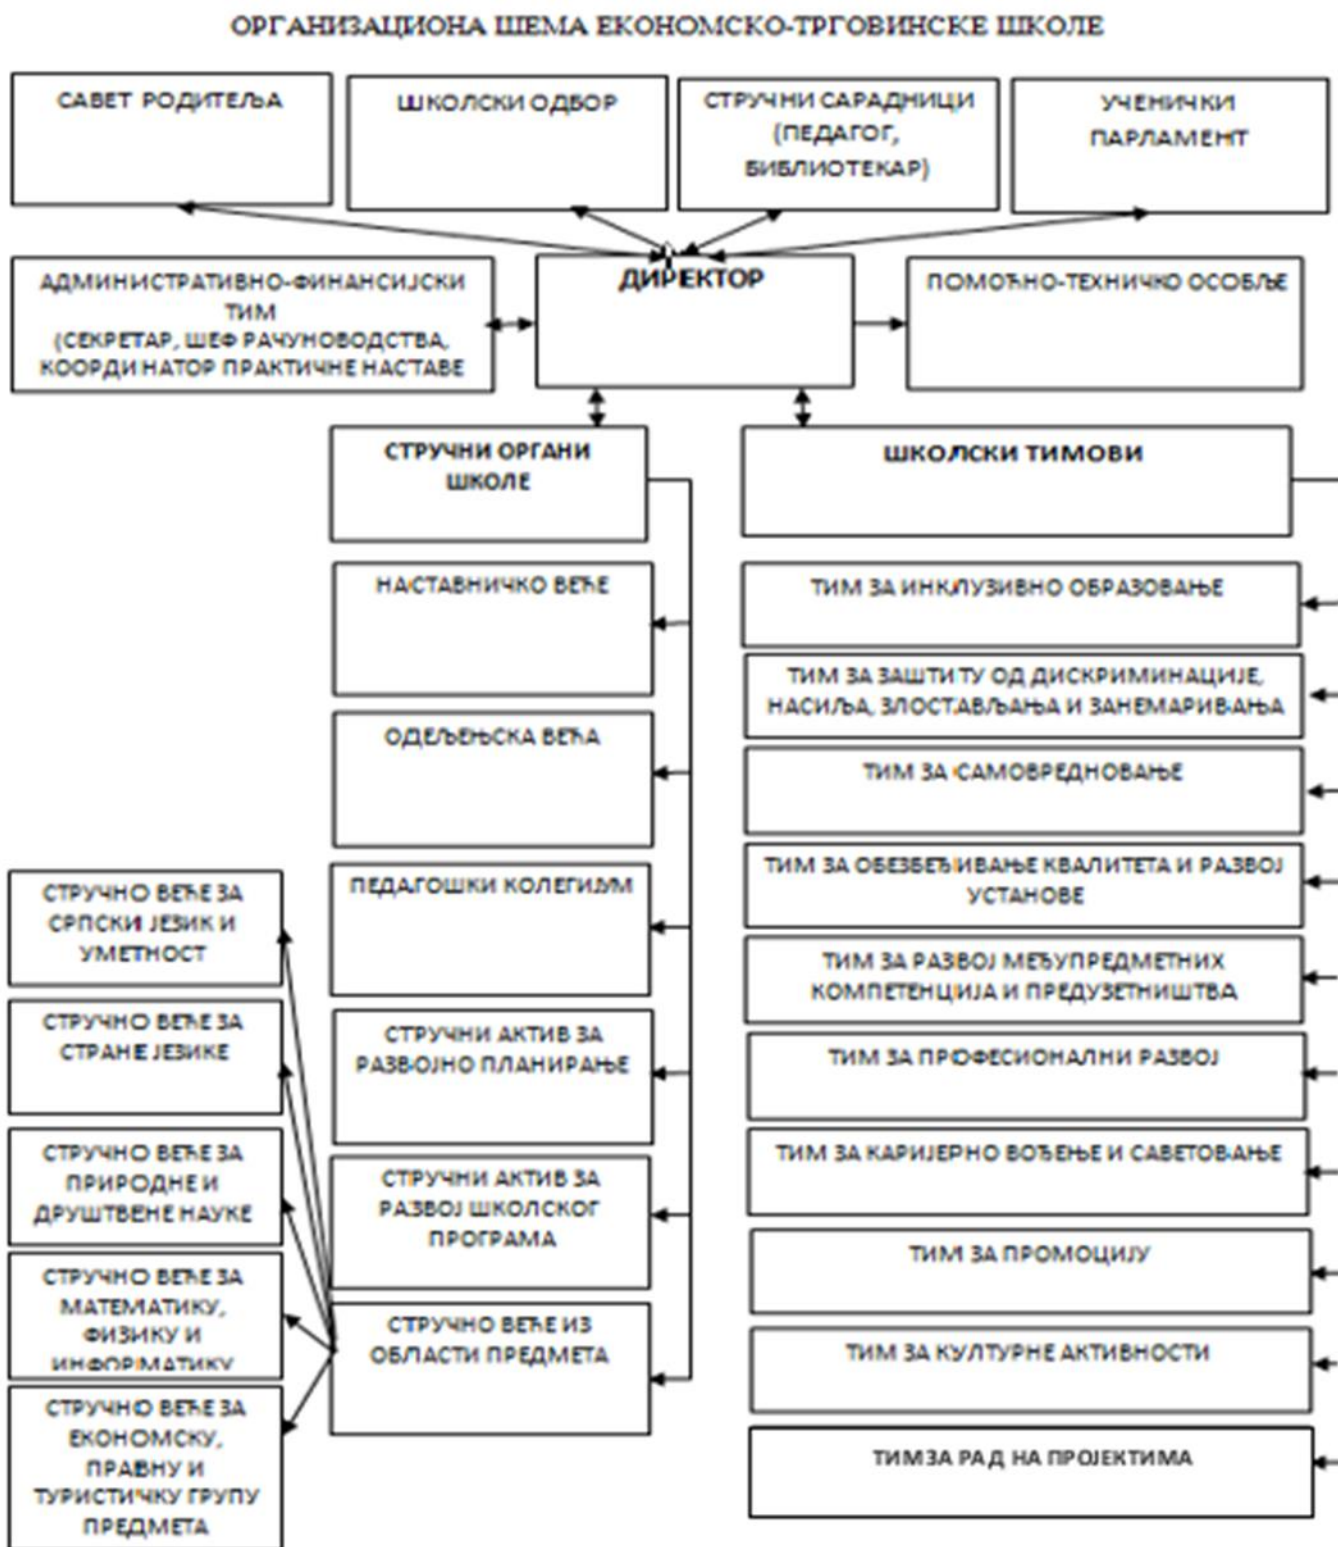 ОРГАНИЗАЦИОНА ШЕМА ЕКОНОМСКО-ТРГОВИНСКЕ ШКОЛЕ
САВЕТ РОДИТЕЉА
ШКОЛСКИ ОДБОР
СТРУЧНИ САРАДНИЦИ
(ПЕДАГОГ,
БИБЛИОТЕКАР)
УЧЕНИЧКИ
ПАРЛАМЕНТ
АДМИНИСТРАТИВНО-ФИНАНСИЈСКИ
ТИМ
(СЕКРЕТАР, ШЕФ РАЧУНОВОДСТВА,
КООРДИНАТОР ПРАКТИЧНЕ НАСТАВЕ
ДИРЕКТОР
ПОМОЋНО-ТЕХНИЧКО ОСОБЉЕ
СТРУЧНИ ОРГАНИ
ШКОЛЕ
НАСТАВНИЧКО ВЕЋЕ
ОДЕЉЕЊСКА ВЕЋА
ПЕДАГОШКИ КОЛЕГИЈУМ
СТРУЧНИ АКТИВ ЗА
РАЗВОЈНО ПЛАНИРАЊЕ
СТРУЧНИ АКТИВ ЗА
РАЗВОЈ ШКОЛСКОГ
ПРОГРАМА
СТРУЧНО ВЕЋЕ ИЗ
ОБЛАСТИ ПРЕДМЕТА
СТРУЧНО ВЕЋЕ ЗА
СРПСКИ ЈЕЗИК И
УМЕТНОСТ
СТРУЧНО ВЕЋЕ ЗА
СТРАНЕ ЈЕЗИКЕ
СТРУЧНО ВЕЋЕ ЗА
ПРИРОДНЕ И
ДРУШТВЕНЕ НАУКЕ
СТРУЧНО ВЕЋЕ ЗА
МАТЕМАТИКУ,
ФИЗИКУ И
ИНФОРМАТИКУ
СТРУЧНО ВЕЋЕ ЗА
ЕКОНОМСКУ,
ПРАВНУ И
ТУРИСТИЧКУ ГРУПУ
ПРЕДМЕТА
ШКОЛСКИ ТИМОВИ
ТИМ ЗА ИНКЛУЗИВНО ОБРАЗОВАЊЕ
ТИМ ЗА ЗАШТИТУ ОД ДИСКРИМИНАЦИЈЕ,
НАСИЉА, ЗЛОСТАВЉАЊА И ЗАНЕМАРИВАЊА
ТИМ ЗА САМОВРЕДНОВАЊЕ
ТИМ ЗА ОБЕЗБЕЂИВАЊЕ КВАЛИТЕТА И РАЗВОЈ
УСТАНОВЕ
ТИМ ЗА РАЗВОЈ МЕЂУПРЕДМЕТНИХ
КОМПЕТЕНЦИЈА И ПРЕДУЗЕТНИШТВА
ТИМ ЗА ПРОФЕСИОНАЛНИ РАЗВОЈ
ТИМ ЗА КАРИЈЕРНО ВОЂЕЊЕ И САВЕТОВАЊЕ
ТИМ ЗА ПРОМОЦИЈУ
ТИМ ЗА КУЛТУРНЕ АКТИВНОСТИ
ТИМ ЗА РАД НА ПРОЈЕКТИМА